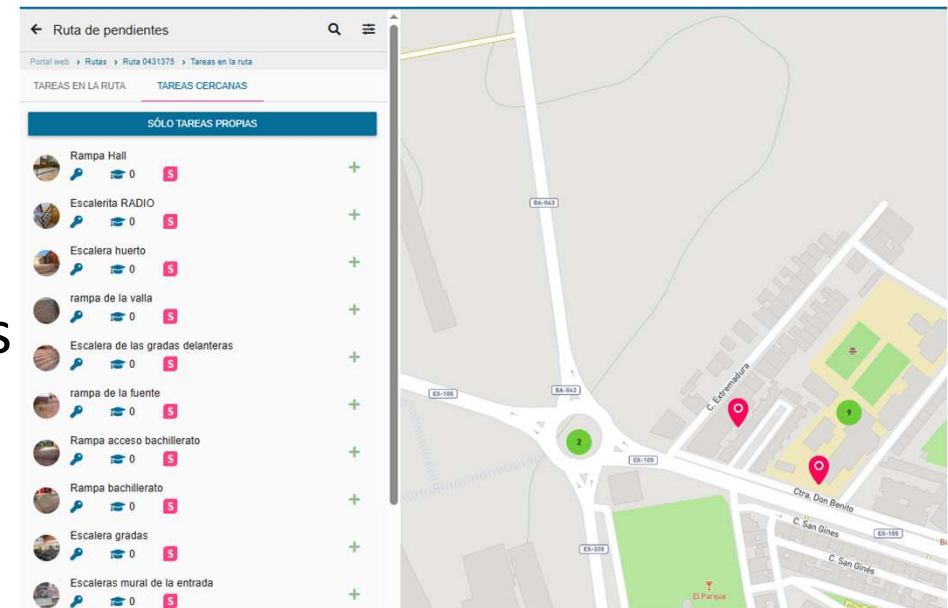 Ruta de pendientes
Portal web › Rutas › Ruta 0431375 › Tareas en la ruta
TAREAS EN LA RUTA TAREAS CERCANAS
SÓLO TAREAS PROPIAS
Rampa Hall
0 S
Escalerita RADIO
0 S
Escalera huerto
0 S
rampa de la valla
0 S
Escalera de las gradas delanteras
0 S
rampa de la fuente
0 S
Rampa acceso bachillerato
0 S
Rampa bachillerato
0 S
Escalera gradas
0 S
Escaleras mural de la entrada
0 S
s
BA-043
BA-043
EX-105
C. Extremadura
9
2
EX-105
Ctra. Don Benito
C. San Gines
EX-105
C. San Ginés
EX-338
El Parque